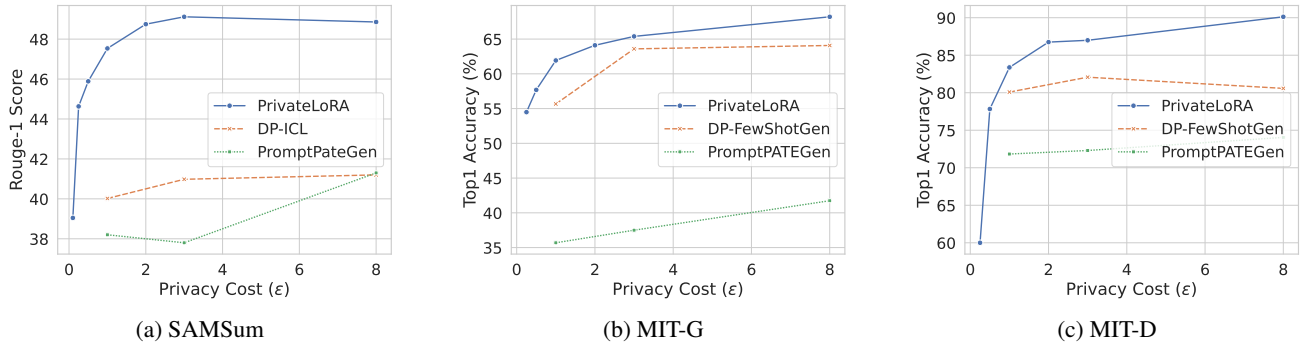 48
46
44
42
40
38
0 2 4 6 8
Rouge-1 Score
Privacy Cost (ε)
PrivateLoRA
DP-ICL
PromptPateGen
(a) SAMSum
65
60
55
50
45
40
35
0 2 4 6 8
Top1 Accuracy (%)
Privacy Cost (ε)
PrivateLoRA
DP-FewShotGen
PromptPATEGen
(b) MIT-G
90
85
80
75
70
65
60
0 2 4 6 8
Top1 Accuracy (%)
Privacy Cost (ε)
PrivateLoRA
DP-FewShotGen
PromptPATEGen
(c) MIT-D